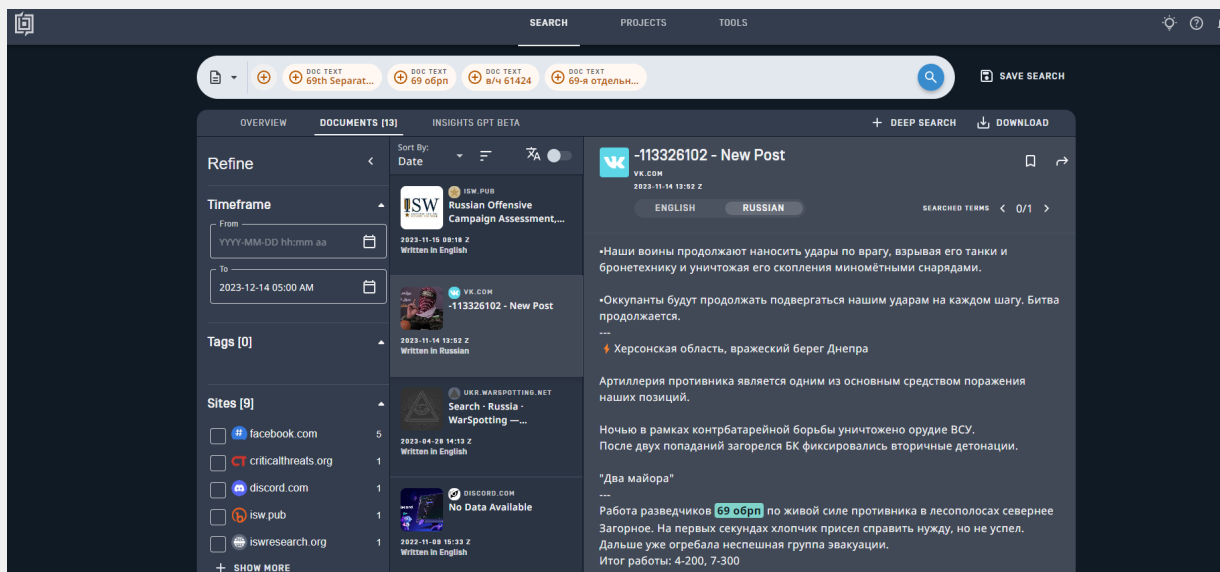 SEARCH
PROJECTS
TOOLS
DOC TEXT
69th Separat...
DOC TEXT
69 обрп
DOC TEXT
в/ч 61424
DOC TEXT
69-я отдельн...
SAVE SEARCH
OVERVIEW
DOCUMENTS [13]
INSIGHTS GPT BETA
+ DEEP SEARCH
DOWNLOAD
Refine
Timeframe
From
YYYY-MM-DD hh:mm aa
To
2023-12-14 05:00 AM
Tags [0]
Sites [9]
facebook.com 5
criticalthreats.org 1
discord.com 1
isw.pub 1
iswresearch.org 1
+ SHOW MORE
Sort By:
Date
ISW
ISW.PUB
Russian Offensive
Campaign Assessment,...
2023-11-15 09:18 Z
Written in English
VK.COM
-113326102 - New Post
2023-11-14 13:52 Z
Written in Russian
UKR.WARSPOTTING.NET
Search · Russia ·
WarSpotting —...
2023-04-28 14:13 Z
Written in English
DISCORD.COM
No Data Available
2022-11-09 15:33 Z
Written in English
-113326102 - New Post
VK.COM
2023-11-14 13:52 Z
ENGLISH
RUSSIAN
SEARCHED TERMS < 0/1 >
▪Наши воины продолжают наносить удары по врагу, взрывая его танки и
бронетехнику и уничтожая его скопления миномётными снарядами.
▪Оккупанты будут продолжать подвергаться нашим ударам на каждом шагу. Битва
продолжается.
---
⚡ Херсонская область, вражеский берег Днепра
Артиллерия противника является одним из основным средством поражения
наших позиций.
Ночью в рамках контрбатарейной борьбы уничтожено орудие ВСУ.
После двух попаданий загорелся БК фиксировались вторичные детонации.
"Два майора"
---
Работа разведчиков 69 обрп по живой силе противника в лесополосах севернее
Загорное. На первых секундах хлопчик присел справить нужду, но не успел.
Дальше уже огребала неспешная группа эвакуации.
Итог работы: 4-200, 7-300